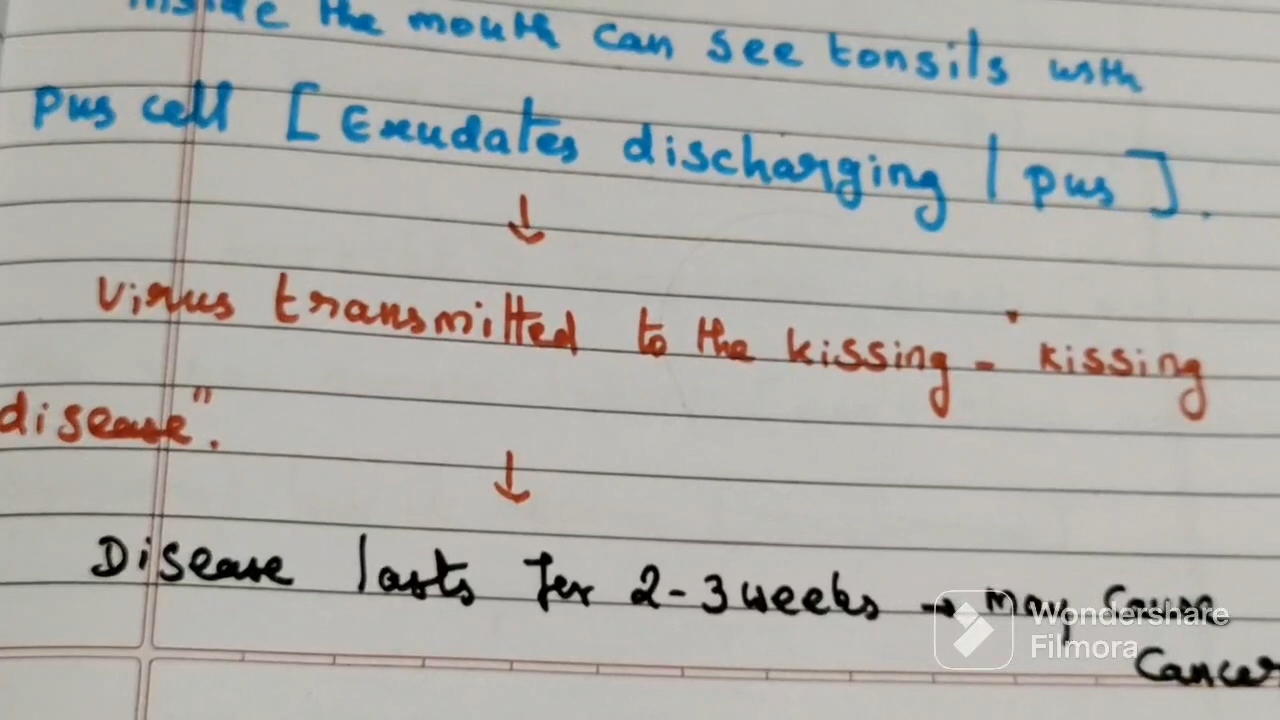 Inside the mouth can see tonsils with
Pus cell [Exudates discharging / pus].
↓
Virus transmitted to the kissing - "kissing
disease".
↓
Disease lasts for 2-3 weeks → May cause
Cancer
Wondershare
Filmora